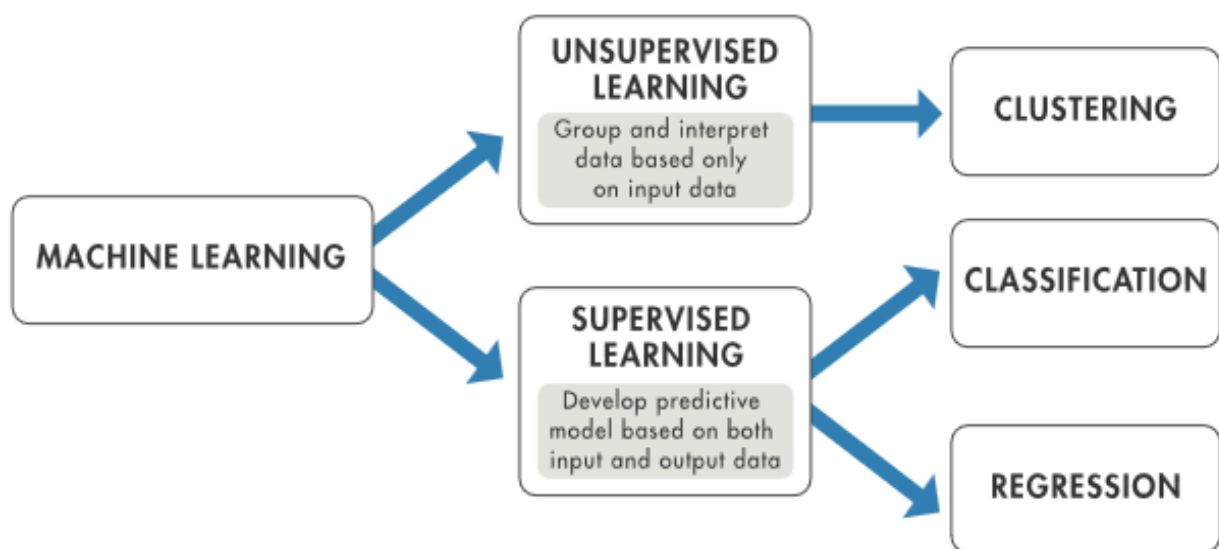 MACHINE LEARNING
UNSUPERVISED
LEARNING
Group and interpret
data based only
on input data
CLUSTERING
SUPERVISED
LEARNING
Develop predictive
model based on both
input and output data
CLASSIFICATION
REGRESSION